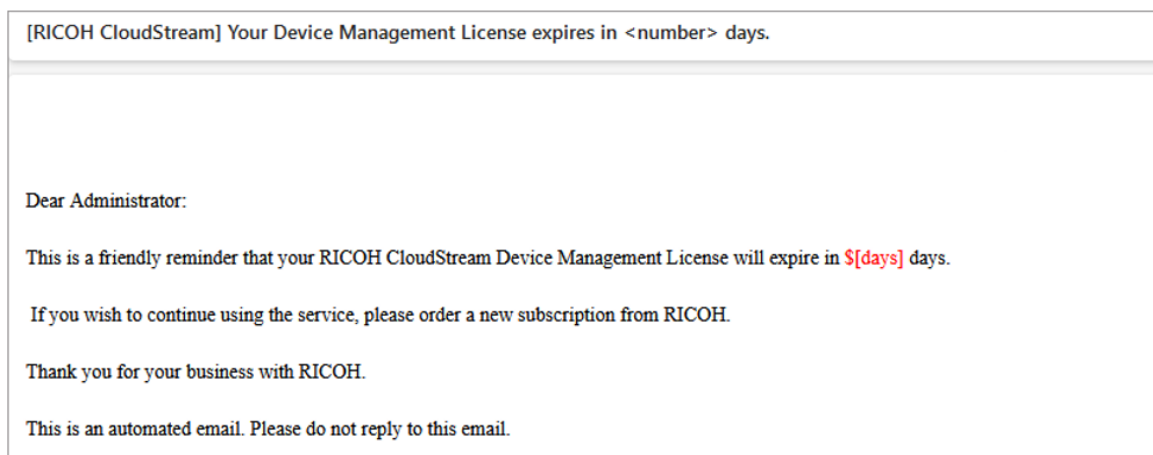 [RICOH CloudStream] Your Device Management License expires in <number> days.
Dear Administrator:
This is a friendly reminder that your RICOH CloudStream Device Management License will expire in $[days] days.
If you wish to continue using the service, please order a new subscription from RICOH.
Thank you for your business with RICOH.
This is an automated email. Please do not reply to this email.